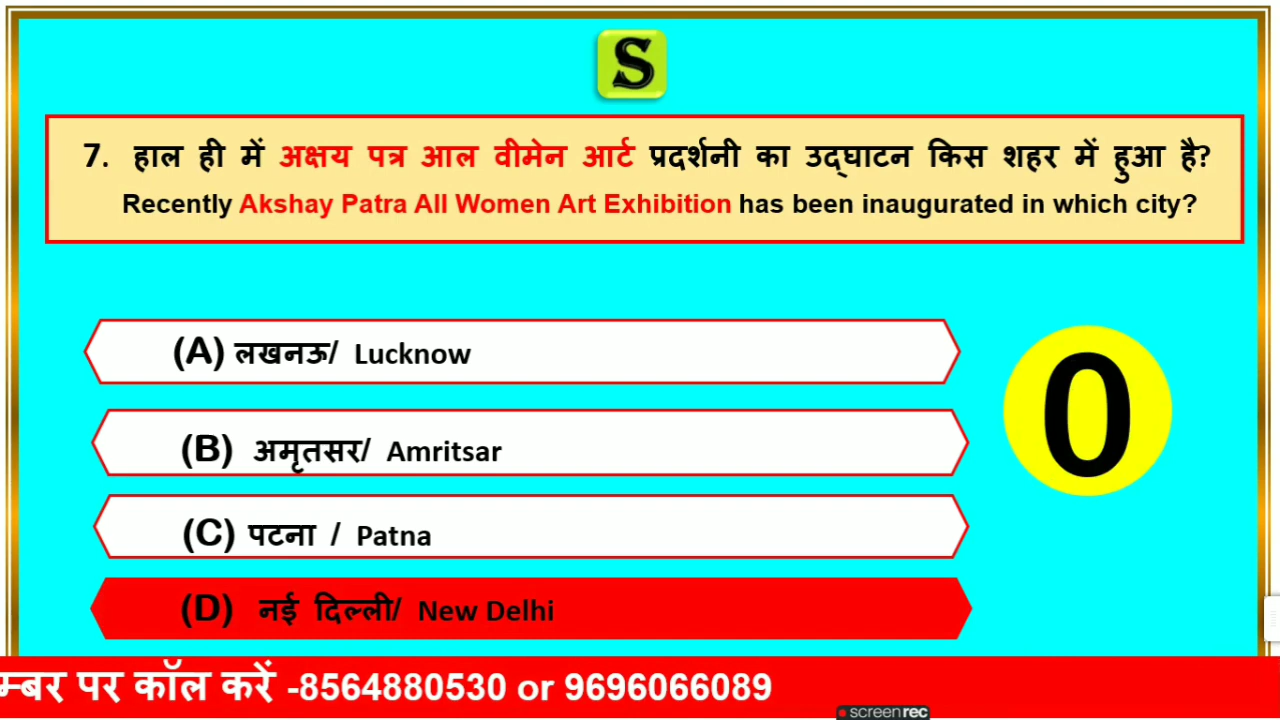 S
7. हाल ही में अक्षय पत्र आल वीमेन आर्ट प्रदर्शनी का उद्घाटन किस शहर में हुआ है?
Recently Akshay Patra All Women Art Exhibition has been inaugurated in which city?
(A) लखनऊ/ Lucknow
(B) अमृतसर/ Amritsar
(C) पटना / Patna
(D) नई दिल्ली/ New Delhi
0
म्बर पर कॉल करें -8564880530 or 9696066089
screenrec